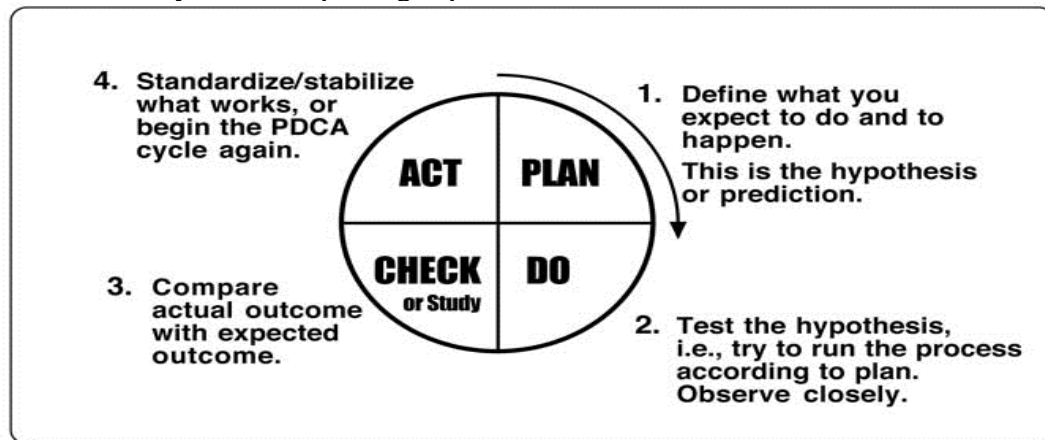 1. Define what you
expect to do and to
happen.
This is the hypothesis
or prediction.
2. Test the hypothesis,
i.e., try to run the process
according to plan.
Observe closely.
3. Compare
actual outcome
with expected
outcome.
4. Standardize/stabilize
what works, or
begin the PDCA
cycle again.
ACT
PLAN
CHECK
or Study
DO